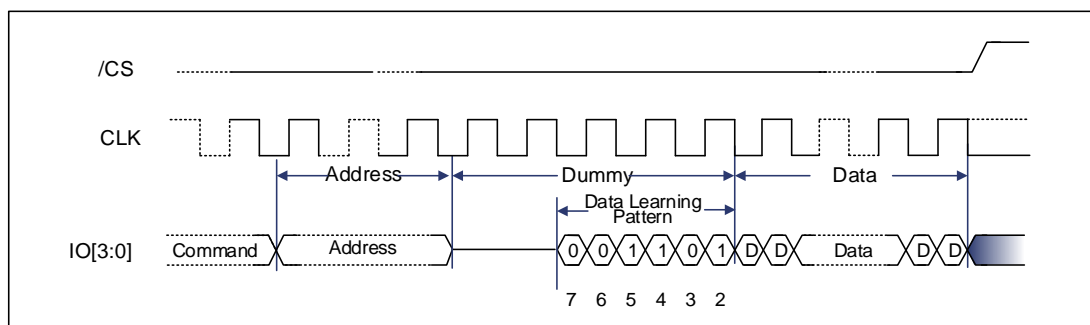 /CS
CLK
Address Dummy Data
Data Learning
Pattern
IO[3:0] Command Address 0 0 1 1 0 1 D D Data D D
7 6 5 4 3 2